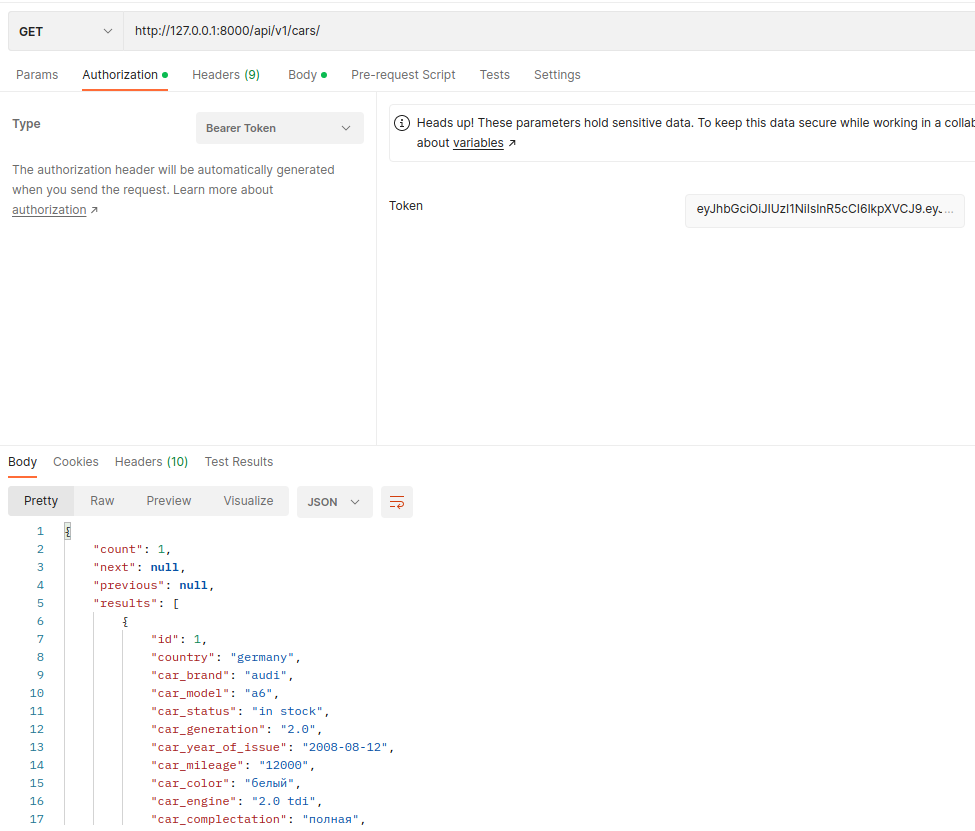 GET http://127.0.0.1:8000/api/v1/cars/
Params Authorization Headers (9) Body Pre-request Script Tests Settings
Type Bearer Token
The authorization header will be automatically generated
when you send the request. Learn more about
authorization ↗
Heads up! These parameters hold sensitive data. To keep this data secure while working in a collab
about variables ↗
Token eyJhbGciOiJIUzI1NiIsInR5cCI6IkpXVCJ9.ey...
Body Cookies Headers (10) Test Results
Pretty Raw Preview Visualize JSON
1 {
2 "count": 1,
3 "next": null,
4 "previous": null,
5 "results": [
6 {
7 "id": 1,
8 "country": "germany",
9 "car_brand": "audi",
10 "car_model": "a6",
11 "car_status": "in stock",
12 "car_generation": "2.0",
13 "car_year_of_issue": "2008-08-12",
14 "car_mileage": "12000",
15 "car_color": "белый",
16 "car_engine": "2.0 tdi",
17 "car_complectation": "полная",